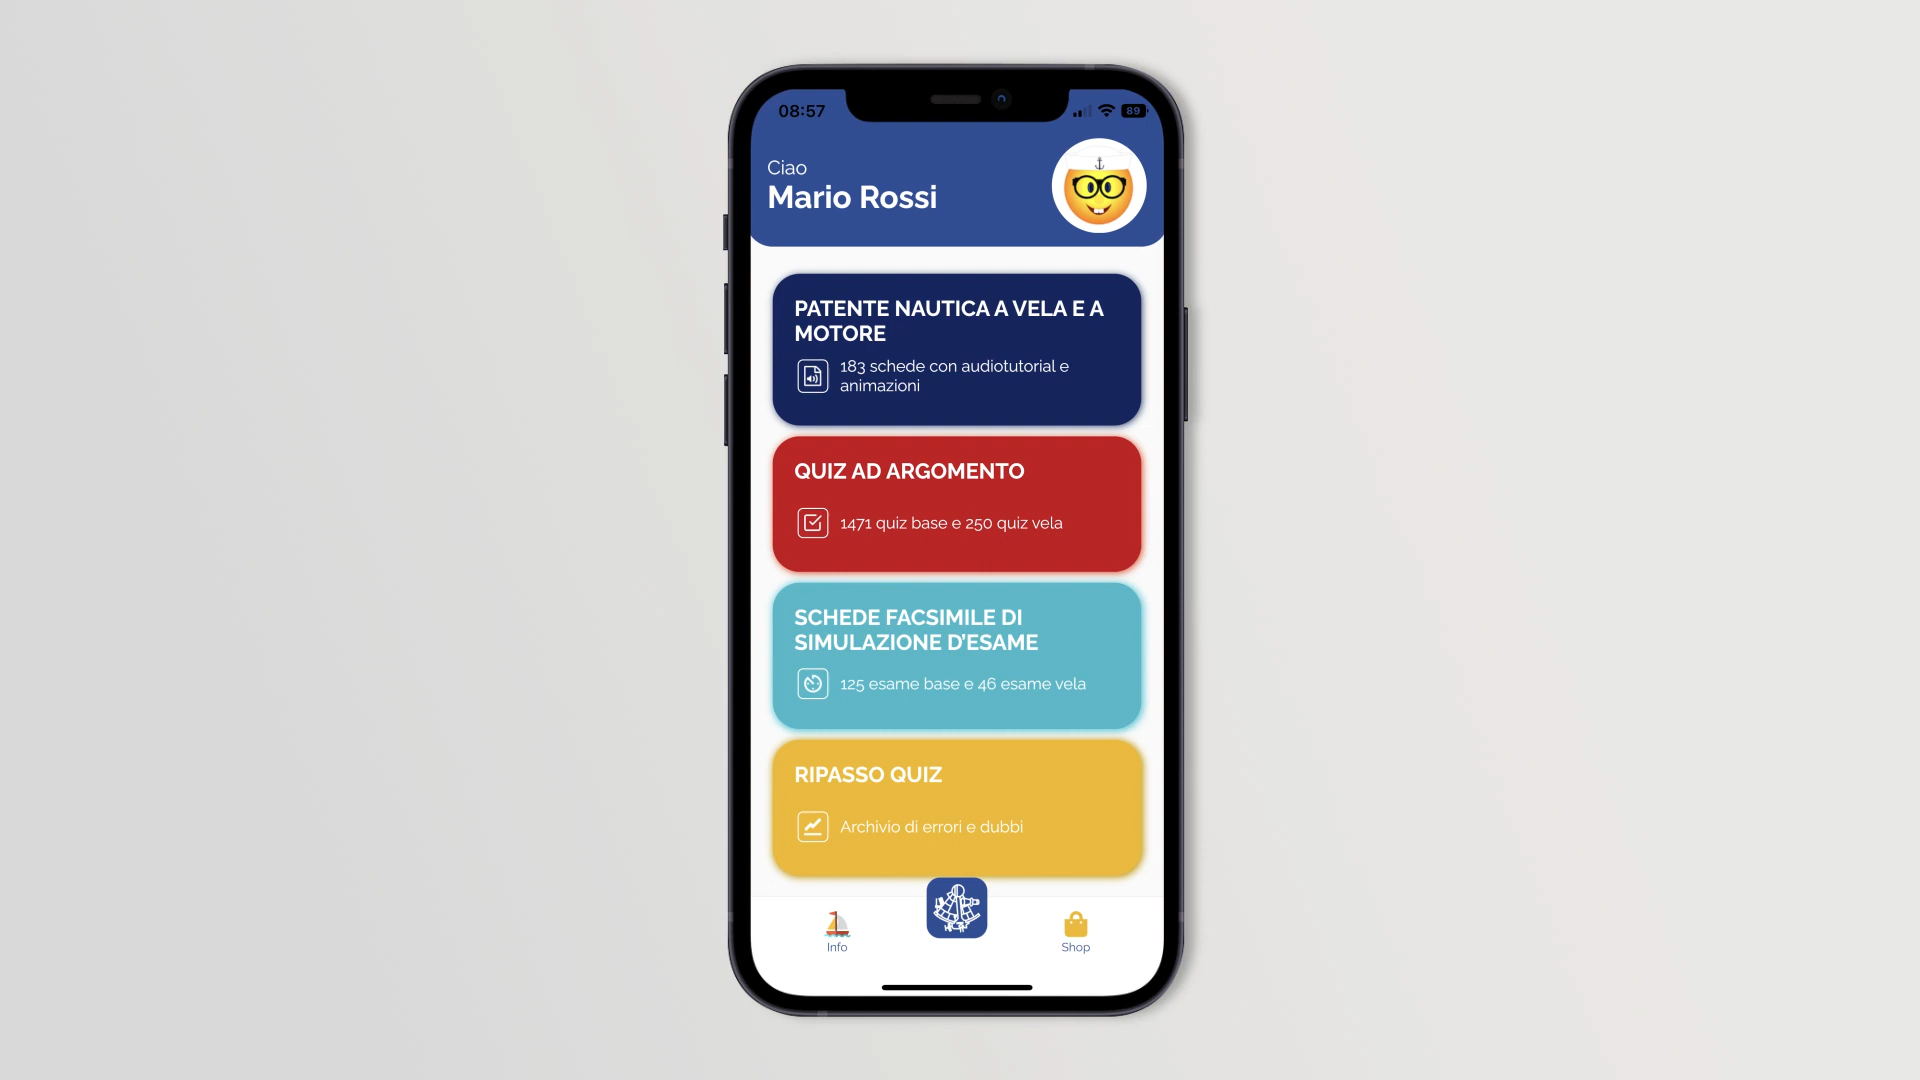 08:57
89
Ciao
Mario Rossi
PATENTE NAUTICA A VELA E A
MOTORE
183 schede con audiotutorial e
animazioni
QUIZ AD ARGOMENTO
1471 quiz base e 250 quiz vela
SCHEDE FACSIMILE DI
SIMULAZIONE D'ESAME
125 esame base e 46 esame vela
RIPASSO QUIZ
Archivio di errori e dubbi
Info
Shop